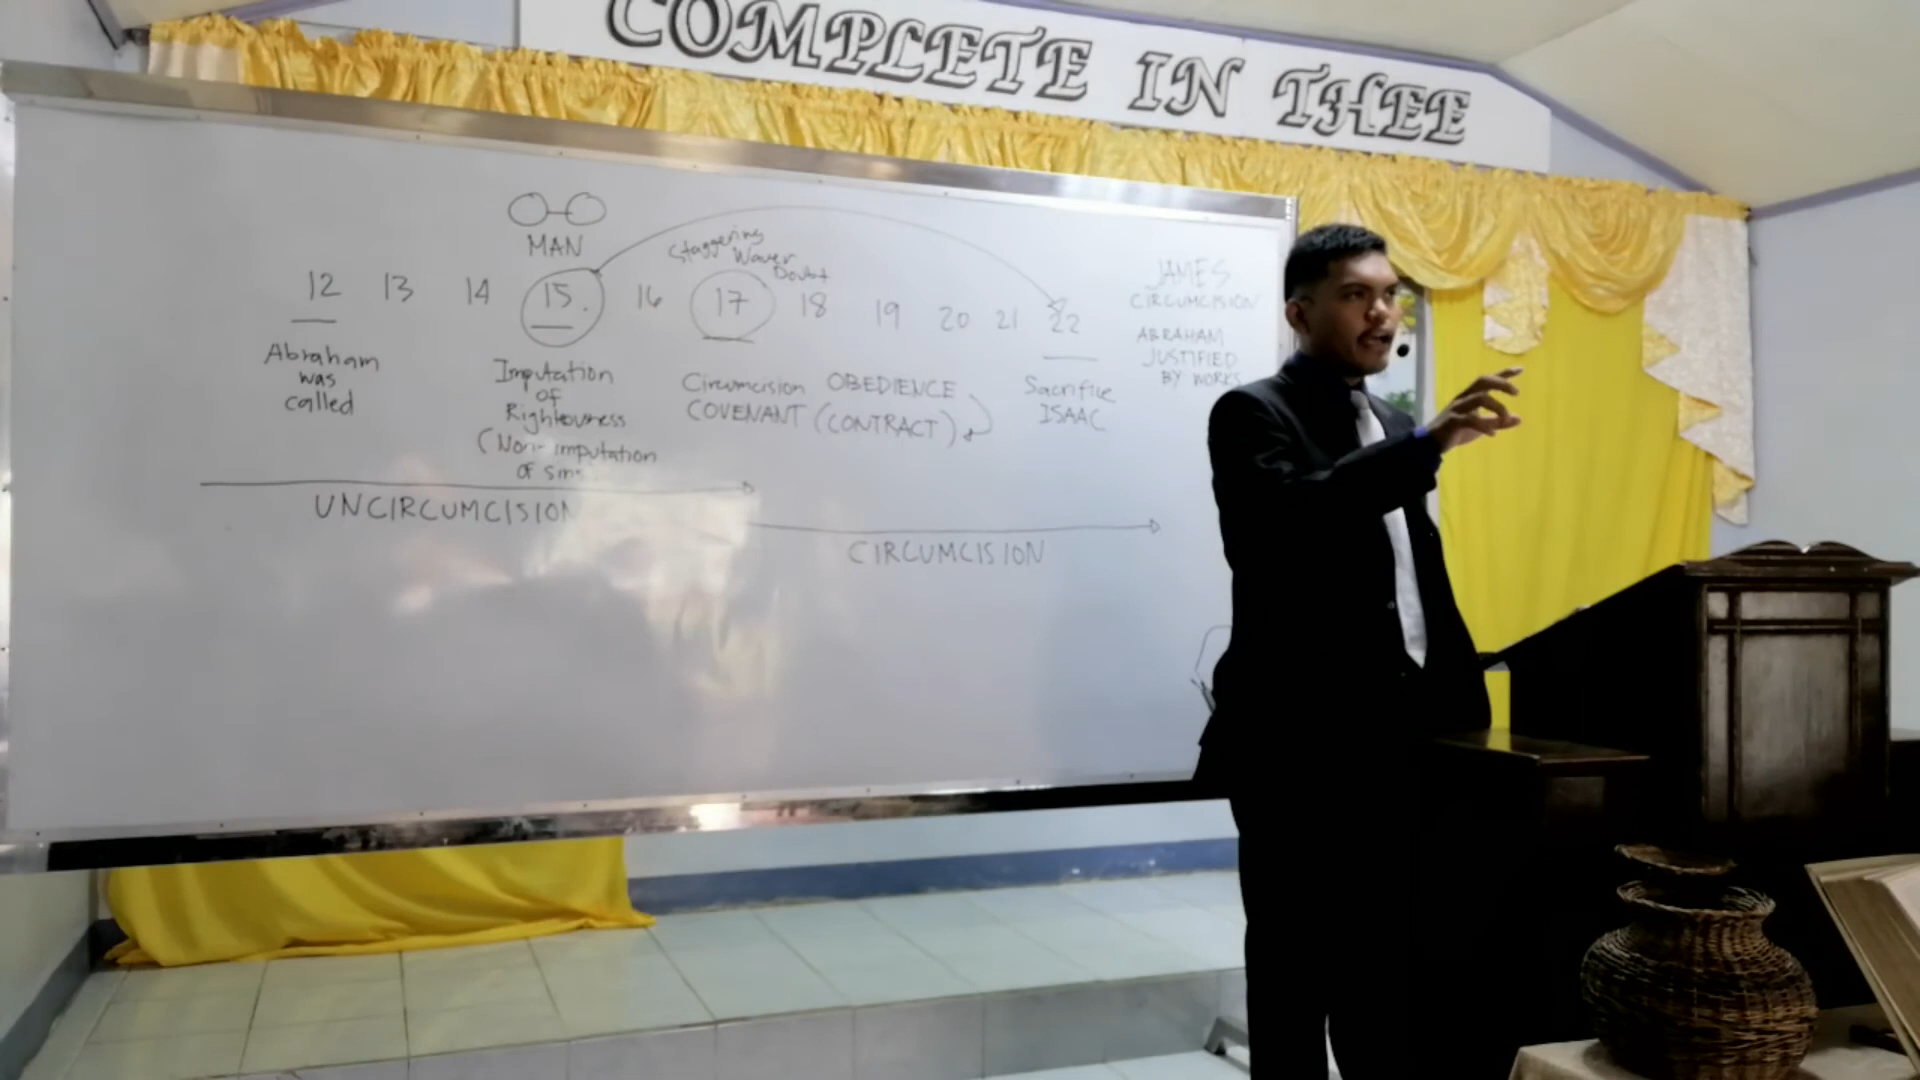 COMPLETE IN THEE
MAN
Staggering
Waver
Doubt
12 13 14 15. 16 17 18 19 20 21 22
Abraham
was
called
Imputation
OF
Righteousness
(Non-imputation
OF sins
Circumcision OBEDIENCE
COVENANT (CONTRACT)
Sacrifice
ISAAC
JAMES
CIRCUMCISION
ABRAHAM
JUSTIFIED
BY WORKS
UNCIRCUMCISION
CIRCUMCISION